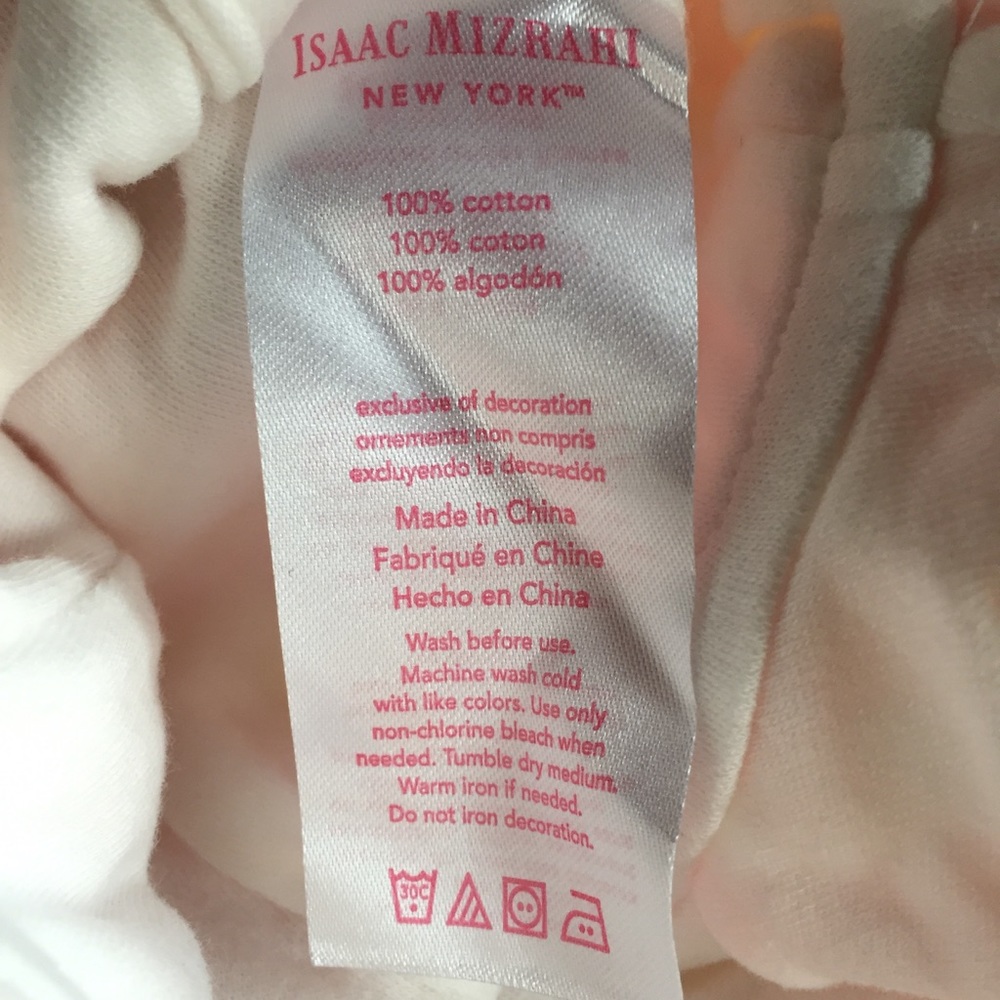 ISAAC MIZRAHI
NEW YORK™
100% cotton
100% coton
100% algodón
exclusive of decoration
ornements non compris
excluyendo la decoración
Made in China
Fabriqué en Chine
Hecho en China
Wash before use.
Machine wash cold
with like colors. Use only
non-chlorine bleach when
needed. Tumble dry medium.
Warm iron if needed.
Do not iron decoration.
30C